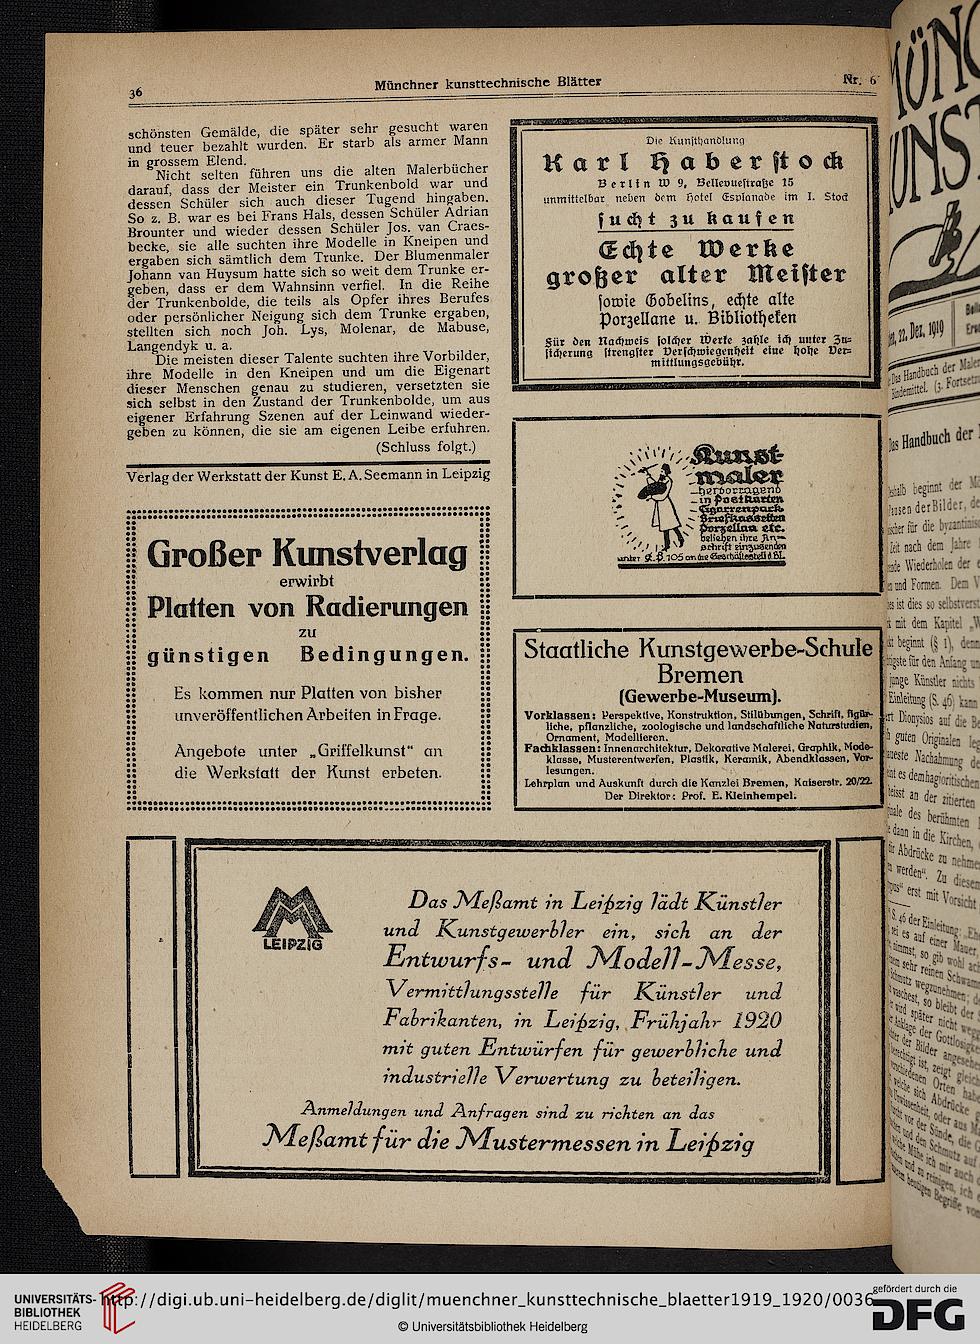 36
Münchner kunsttechnische Blätter
Nr. 6
schönsten Gemälde, die später sehr gesucht waren
und teuer bezahlt wurden. Er starb als armer Mann
in grossem Elend.
Nicht selten führen uns die alten Malerbücher
darauf, dass der Meister ein Trunkenbold war und
dessen Schüler sich auch dieser Tugend hingaben.
So z. B. war es bei Frans Hals, dessen Schüler Adrian
Brounter und wieder dessen Schüler Jos. van Craes-
becke, sie alle suchten ihre Modelle in Kneipen und
ergaben sich sämtlich dem Trunke. Der Blumenmaler
Johann van Huysum hatte sich so weit dem Trunke er-
geben, dass er dem Wahnsinn verfiel. In die Reihe
der Trunkenbolde, die teils als Opfer ihres Berufes
oder persönlicher Neigung sich dem Trunke ergaben,
stellten sich noch Joh. Lys, Molenar, de Mabuse,
Langendyk u. a.
Die meisten dieser Talente suchten ihre Vorbilder,
ihre Modelle in den Kneipen und um die Eigenart
dieser Menschen genau zu studieren, versetzten sie
sich selbst in den Zustand der Trunkenbolde, um aus
eigener Erfahrung Szenen auf der Leinwand wieder-
geben zu können, die sie am eigenen Leibe erfuhren.
(Schluss folgt.)
Verlag der Werkstatt der Kunst E. A. Seemann in Leipzig
Großer Kunstverlag
erwirbt
Platten von Radierungen
zu
günstigen Bedingungen.
Es kommen nur Platten von bisher
unveröffentlichen Arbeiten in Frage.
Angebote unter „Griffelkunst“ an
die Werkstatt der Kunst erbeten.
Die Kunsthandlung
Karl Haberstock
Berlin W 9, Bellevuestraße 15
unmittelbar neben dem Hotel Esplanade im I. Stock
sucht zu kaufen
Echte Werke
großer alter Meister
sowie Gobelins, echte alte
Porzellane u. Bibliotheken
Für den Nachweis solcher Werke zahle ich unter Zu-
sicherung strengster Verschwiegenheit eine hohe Ver-
mittlungsgebühr.
Kunst-
maler
hervorragend
in Postkarten
Cigarrenpack.
Briefkassetten
Porzellan etc.
belieben ihre An-
schrift einzusenden
unter L.B. 105 an die Geschäftsstell d. Bl.
Staatliche Kunstgewerbe-Schule
Bremen
(Gewerbe-Museum).
Vorklassen: Perspektive, Konstruktion, Stilübungen, Schrift, figür-
liche, pflanzliche, zoologische und landschaftliche Naturstudien,
Ornament, Modellieren.
Fachklassen: Innenarchitektur, Dekorative Malerei, Graphik, Mode-
klasse, Musterentwerfen, Plastik, Keramik, Abendklassen, Vor-
lesungen.
Lehrplan und Auskunft durch die Kanzlei Bremen, Kaiserstr. 20/22.
Der Direktor: Prof. E. Kleinhempel.
LEIPZIG
Das Meßamt in Leipzig lädt Künstler
und Kunstgewerbler ein, sich an der
Entwurfs- und Modell-Messe,
Vermittlungsstelle für Künstler und
Fabrikanten, in Leipzig, Frühjahr 1920
mit guten Entwürfen für gewerbliche und
industrielle Verwertung zu beteiligen.
Anmeldungen und Anfragen sind zu richten an das
Meßamt für die Mustermessen in Leipzig
22. Dez. 1919
Das Handbuch der
UNIVERSITÄTS-
BIBLIOTHEK
HEIDELBERG
http://digi.ub.uni-heidelberg.de/diglit/muenchner_kunsttechnische_blaetter1919_1920/0036
© Universitätsbibliothek Heidelberg
gefördert durch die
DFG